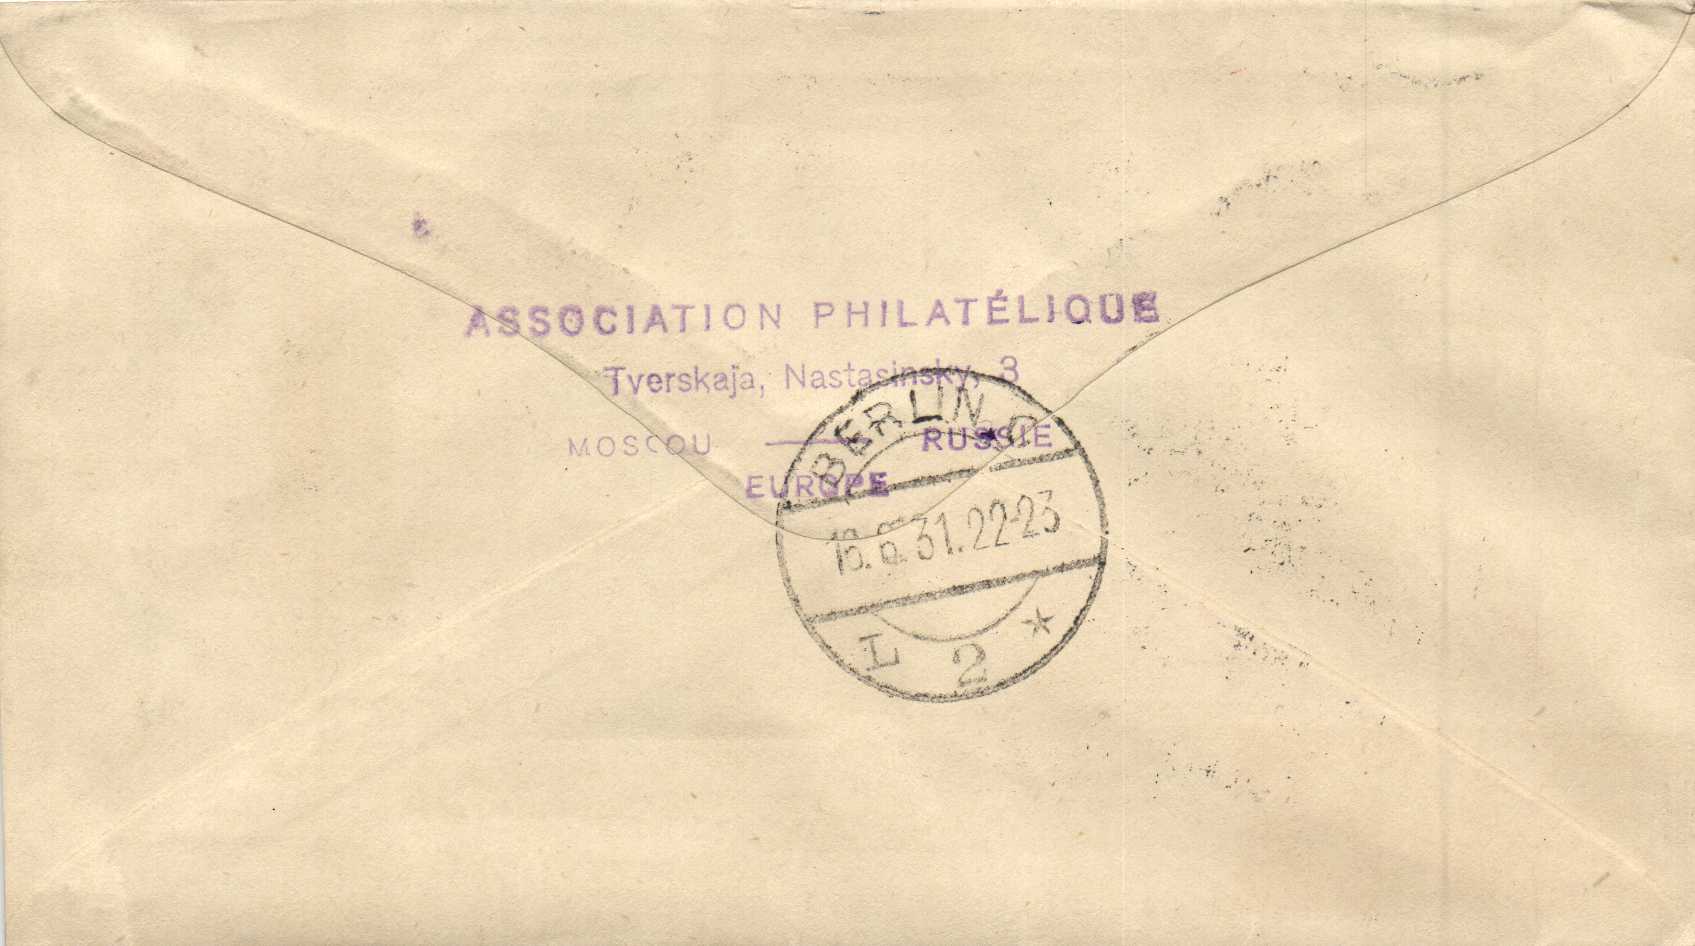 ASSOCIATION PHILATÉLIQUE
Tverskaja, Nastasinsky, 3
MOSCOU — RUSSIE
EUROPE
BERLIN C
.31.22-23
L 2 *